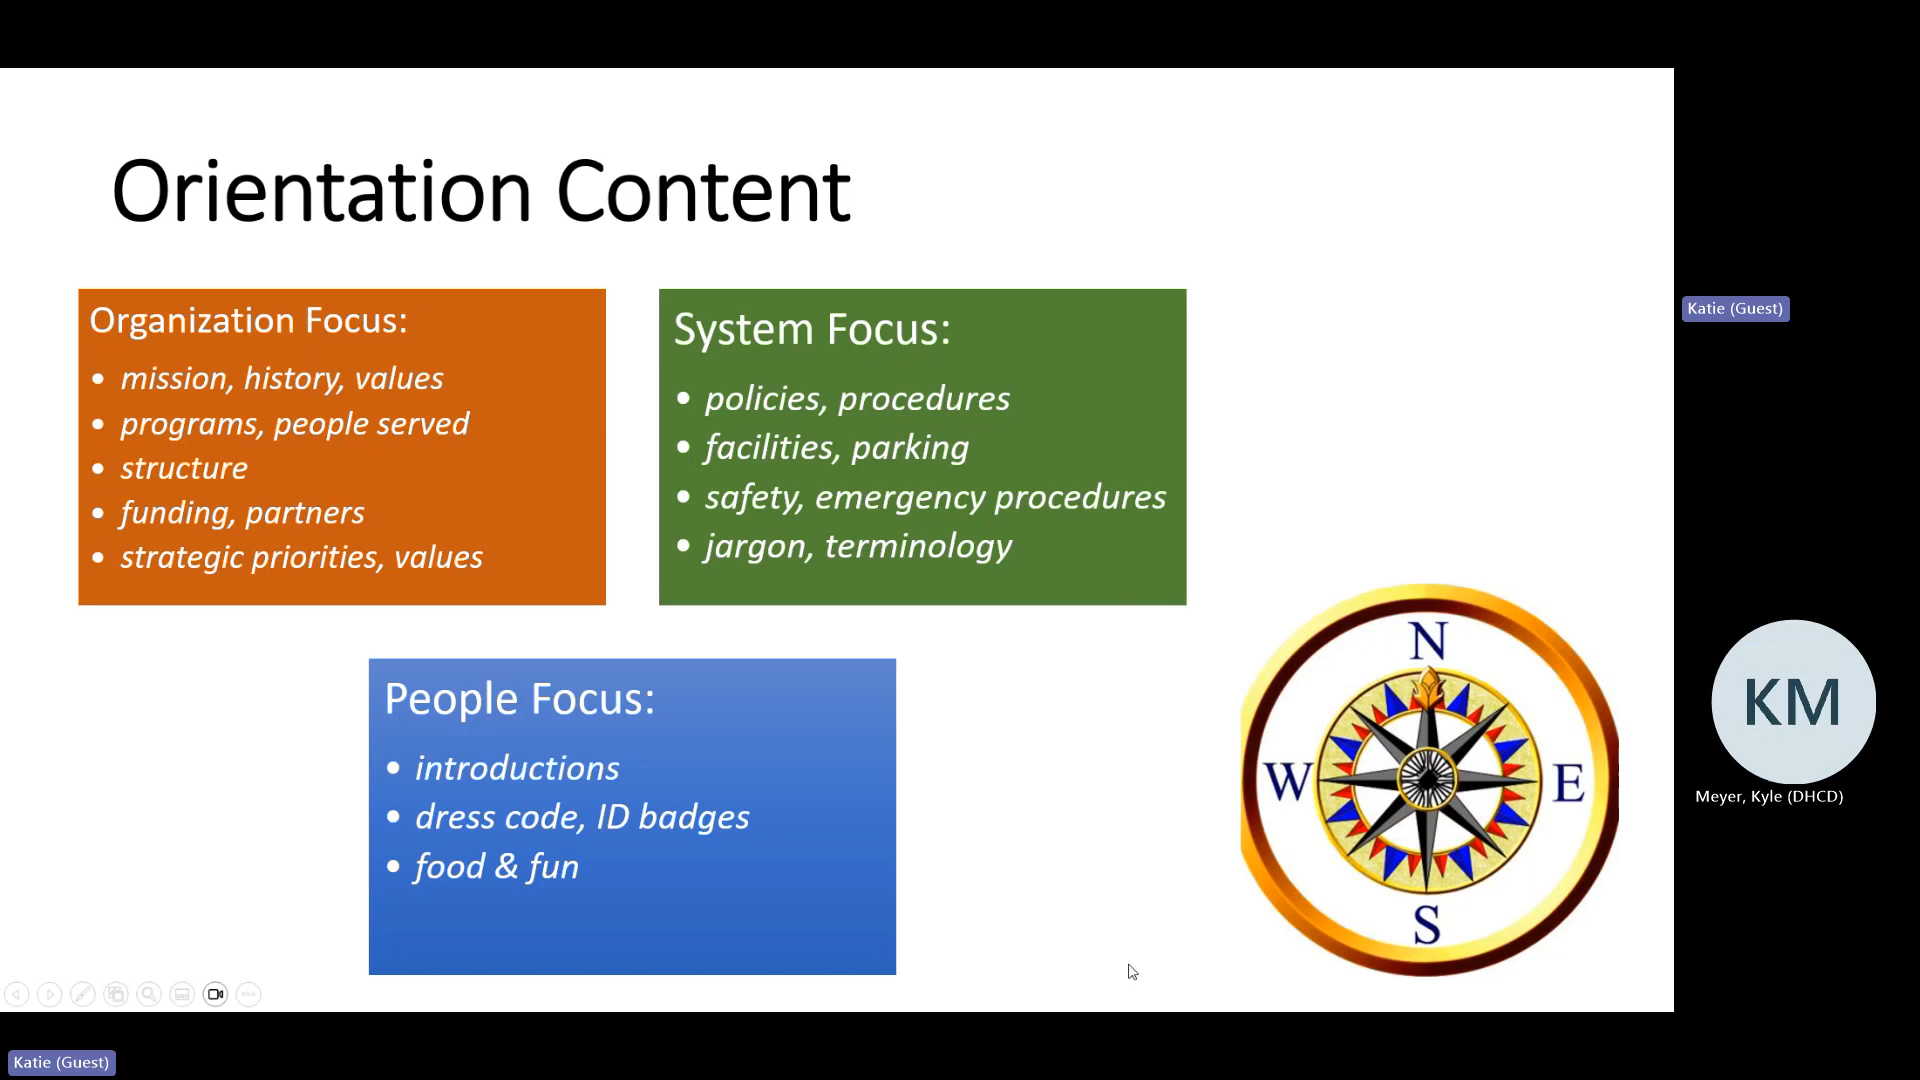 Orientation Content
Organization Focus:
• mission, history, values
• programs, people served
• structure
• funding, partners
• strategic priorities, values
System Focus:
• policies, procedures
• facilities, parking
• safety, emergency procedures
• jargon, terminology
People Focus:
• introductions
• dress code, ID badges
• food & fun
N
W
E
S
Katie (Guest)
KM
Meyer, Kyle (DHCD)
Katie (Guest)